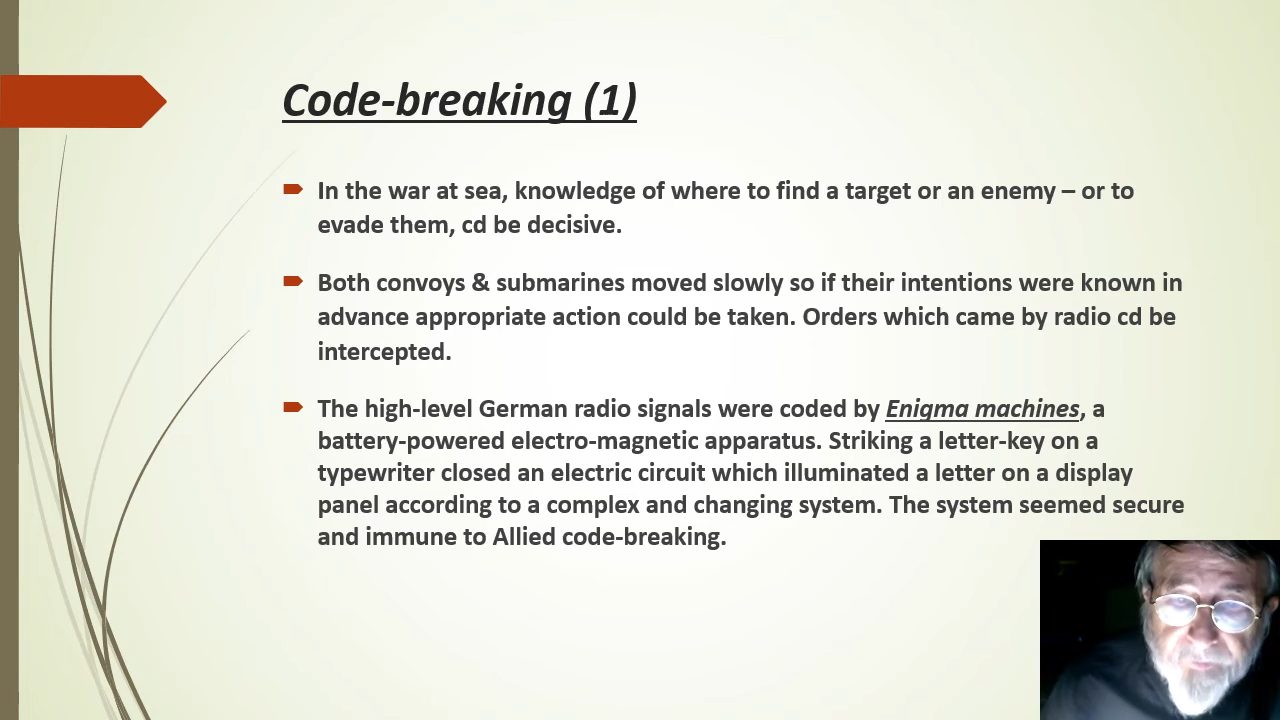 Code-breaking (1)
In the war at sea, knowledge of where to find a target or an enemy – or to
evade them, cd be decisive.
Both convoys & submarines moved slowly so if their intentions were known in
advance appropriate action could be taken. Orders which came by radio cd be
intercepted.
The high-level German radio signals were coded by Enigma machines, a
battery-powered electro-magnetic apparatus. Striking a letter-key on a
typewriter closed an electric circuit which illuminated a letter on a display
panel according to a complex and changing system. The system seemed secure
and immune to Allied code-breaking.